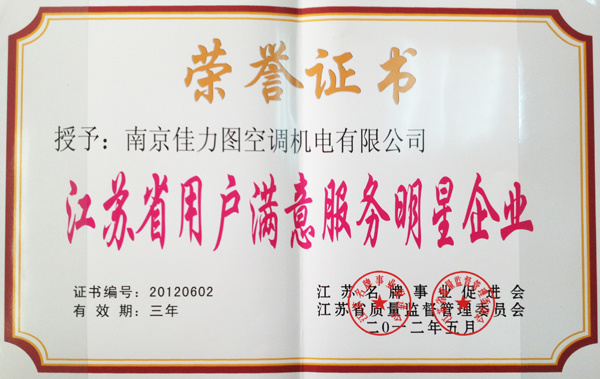 荣誉证书
授予：南京佳力图空调机电有限公司
江苏省用户满意服务明星企业
证书编号：20120602
有效期：三年
江苏名牌事业促进会
江苏省质量监督管理委员会
二〇一二年五月